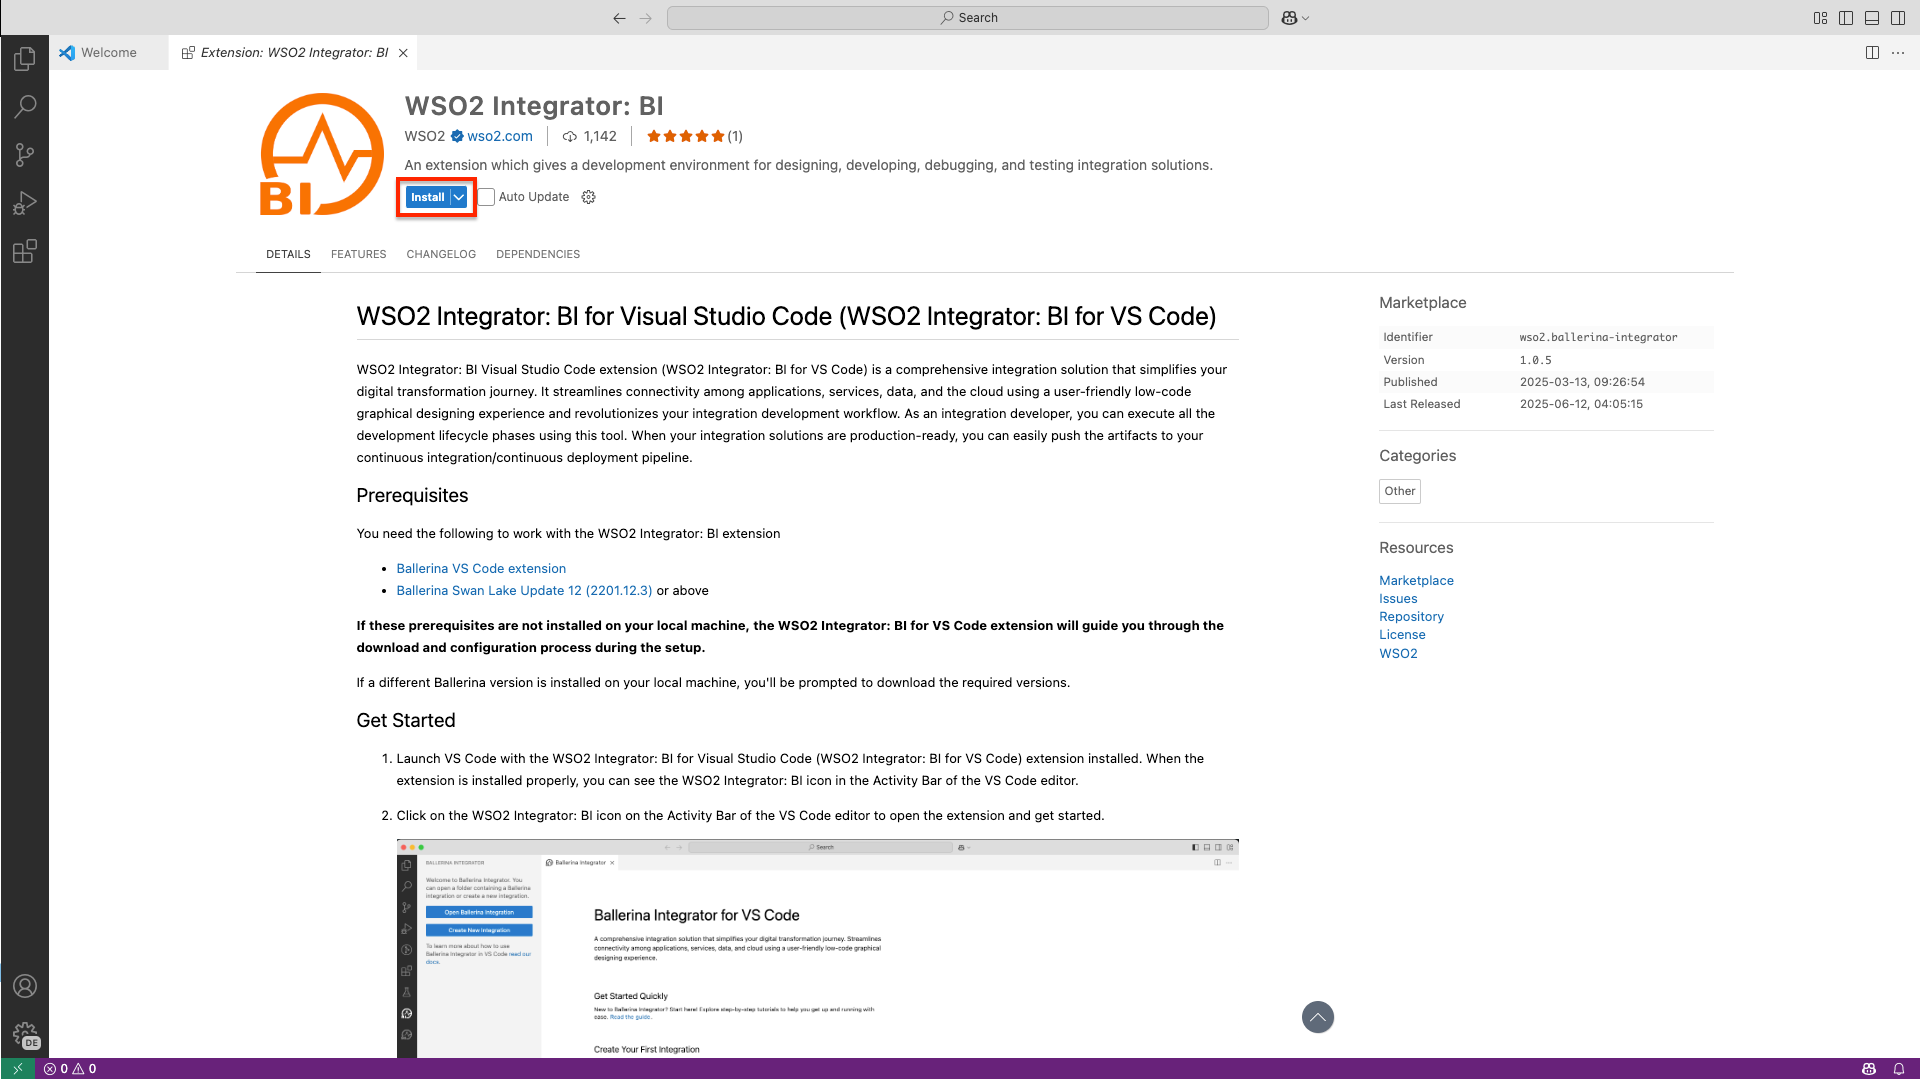 Search
Welcome
Extension: WSO2 Integrator: BI
BI
WSO2 Integrator: BI
WSO2 wso2.com 1,142 (1)
An extension which gives a development environment for designing, developing, debugging, and testing integration solutions.
Install Auto Update
DETAILS FEATURES CHANGELOG DEPENDENCIES
WSO2 Integrator: BI for Visual Studio Code (WSO2 Integrator: BI for VS Code)
WSO2 Integrator: BI Visual Studio Code extension (WSO2 Integrator: BI for VS Code) is a comprehensive integration solution that simplifies your
digital transformation journey. It streamlines connectivity among applications, services, data, and the cloud using a user-friendly low-code
graphical designing experience and revolutionizes your integration development workflow. As an integration developer, you can execute all the
development lifecycle phases using this tool. When your integration solutions are production-ready, you can easily push the artifacts to your
continuous integration/continuous deployment pipeline.
Prerequisites
You need the following to work with the WSO2 Integrator: BI extension
• Ballerina VS Code extension
• Ballerina Swan Lake Update 12 (2201.12.3) or above
If these prerequisites are not installed on your local machine, the WSO2 Integrator: BI for VS Code extension will guide you through the
download and configuration process during the setup.
If a different Ballerina version is installed on your local machine, you'll be prompted to download the required versions.
Get Started
1. Launch VS Code with the WSO2 Integrator: BI for Visual Studio Code (WSO2 Integrator: BI for VS Code) extension installed. When the
extension is installed properly, you can see the WSO2 Integrator: BI icon in the Activity Bar of the VS Code editor.
2. Click on the WSO2 Integrator: BI icon on the Activity Bar of the VS Code editor to open the extension and get started.
Search
BALLERINA INTEGRATOR
Ballerina Integrator
Welcome to Ballerina Integrator. You
can open a folder containing a Ballerina
integration or create a new integration.
Open Ballerina Integration
Create New Integration
To learn more about how to use
Ballerina Integrator in VS Code read our
docs.
Ballerina Integrator for VS Code
A comprehensive integration solution that simplifies your digital transformation journey. Streamlines
connectivity among applications, services, data, and the cloud using a user-friendly low-code graphical
designing experience.
Get Started Quickly
New to Ballerina Integrator? Start here! Explore step-by-step tutorials to help you get up and running with
ease. Read the guide.
Create Your First Integration
Marketplace
Identifier wso2.ballerina-integrator
Version 1.0.5
Published 2025-03-13, 09:26:54
Last Released 2025-06-12, 04:05:15
Categories
Other
Resources
Marketplace
Issues
Repository
License
WSO2
DE
0 0